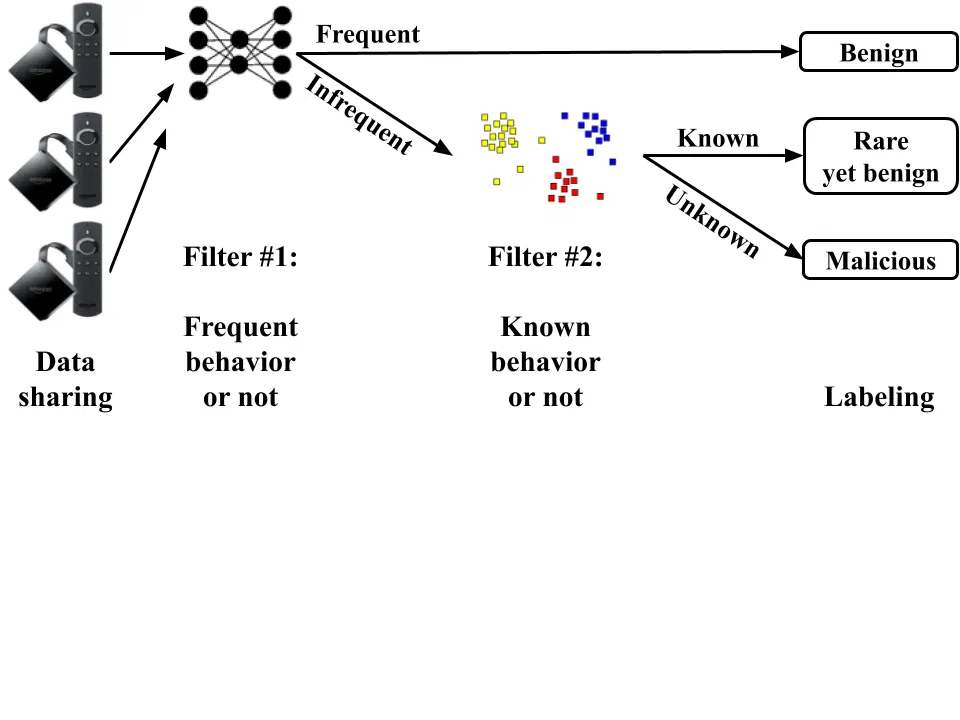 Frequent
Infrequent
Benign
Known
Unknown
Rare
yet benign
Malicious
Filter #1:
Frequent
behavior
or not
Filter #2:
Known
behavior
or not
Data
sharing
Labeling